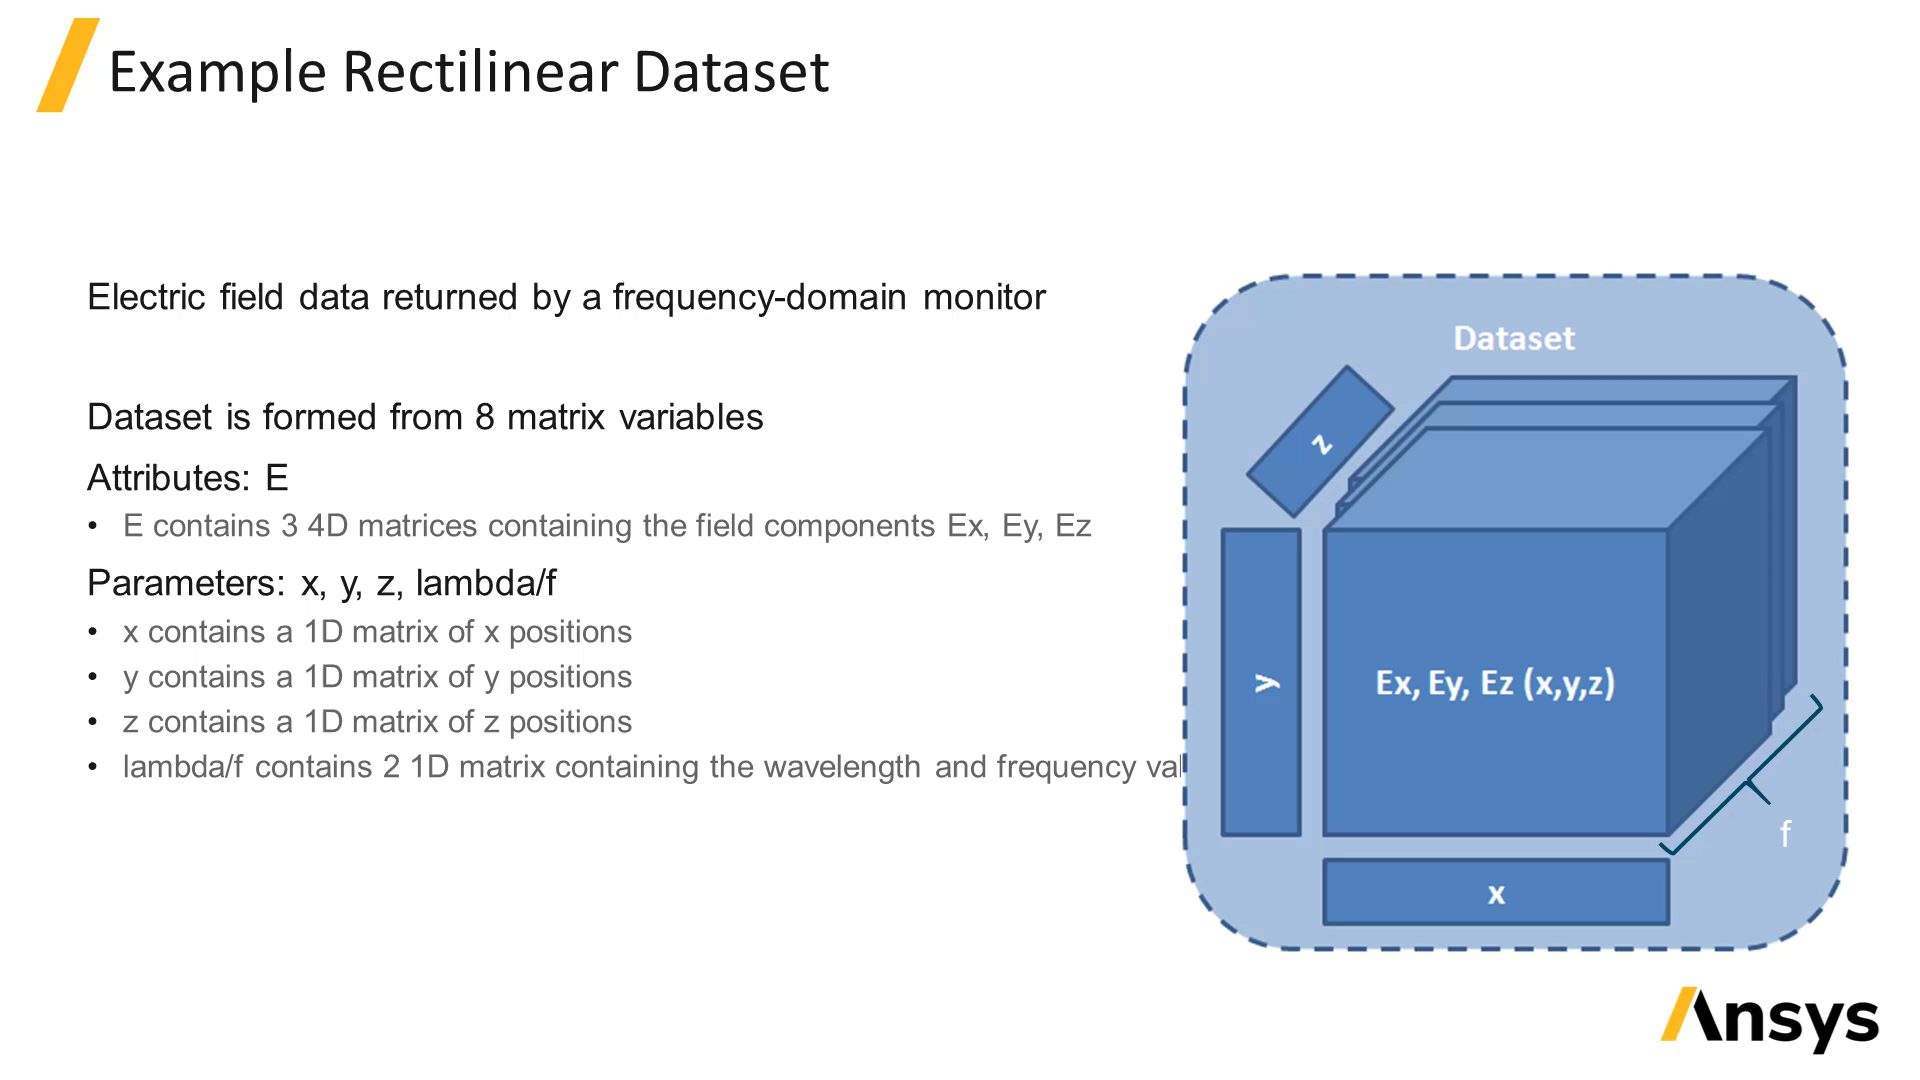 Example Rectilinear Dataset
Electric field data returned by a frequency-domain monitor
Dataset is formed from 8 matrix variables
Attributes: E
• E contains 3 4D matrices containing the field components Ex, Ey, Ez
Parameters: x, y, z, lambda/f
• x contains a 1D matrix of x positions
• y contains a 1D matrix of y positions
• z contains a 1D matrix of z positions
• lambda/f contains 2 1D matrix containing the wavelength and frequency
Dataset
z
y
Ex, Ey, Ez (x,y,z)
f
x
Ansys